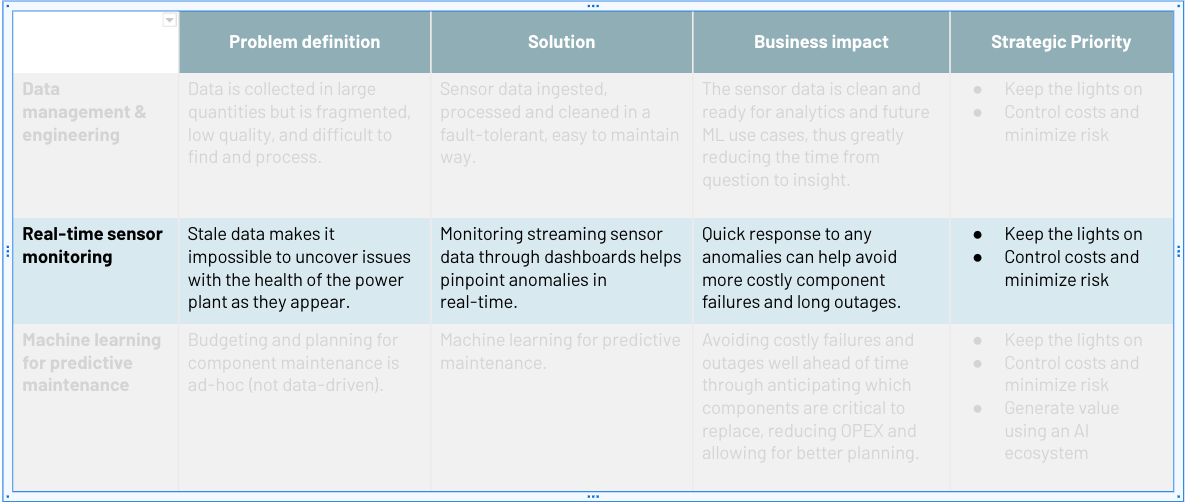 Problem definition
Solution
Business impact
Strategic Priority
Data
management &
engineering
Data is collected in large
quantities but is fragmented,
low quality, and difficult to
find and process.
Sensor data ingested,
processed and cleaned in a
fault-tolerant, easy to maintain
way.
The sensor data is clean and
ready for analytics and future
ML use cases, thus greatly
reducing the time from
question to insight.
● Keep the lights on
● Control costs and
minimize risk
Real-time sensor
monitoring
Stale data makes it
impossible to uncover issues
with the health of the power
plant as they appear.
Monitoring streaming sensor
data through dashboards helps
pinpoint anomalies in
real-time.
Quick response to any
anomalies can help avoid
more costly component
failures and long outages.
● Keep the lights on
● Control costs and
minimize risk
Machine learning
for predictive
maintenance
Budgeting and planning for
component maintenance is
ad-hoc (not data-driven).
Machine learning for predictive
maintenance.
Avoiding costly failures and
outages well ahead of time
through anticipating which
components are critical to
replace, reducing OPEX and
allowing for better planning.
● Keep the lights on
● Control costs and
minimize risk
● Generate value
using an AI
ecosystem